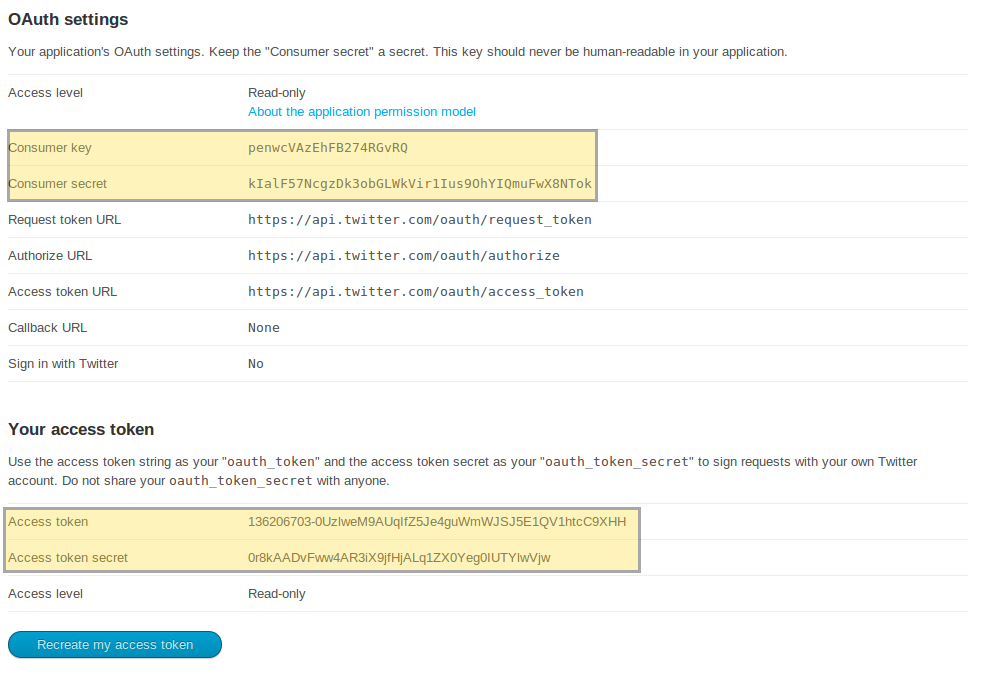 OAuth settings
Your application's OAuth settings. Keep the "Consumer secret" a secret. This key should never be human-readable in your application.
Access level Read-only
About the application permission model
Consumer key penwcVAzEhFB274RGvRQ
Consumer secret kIalF57NcgzDk3obGLWkVir1Ius9OhYIQmuFwX8NTok
Request token URL https://api.twitter.com/oauth/request_token
Authorize URL https://api.twitter.com/oauth/authorize
Access token URL https://api.twitter.com/oauth/access_token
Callback URL None
Sign in with Twitter No
Your access token
Use the access token string as your "oauth_token" and the access token secret as your "oauth_token_secret" to sign requests with your own Twitter
account. Do not share your oauth_token_secret with anyone.
Access token 136206703-0UzIweM9AUqIfZ5Je4guWmWJSJ5E1QV1htcC9XHH
Access token secret 0r8kAADvFww4AR3iX9jfHjALq1ZX0Yeg0IUTYIwVjw
Access level Read-only
Recreate my access token